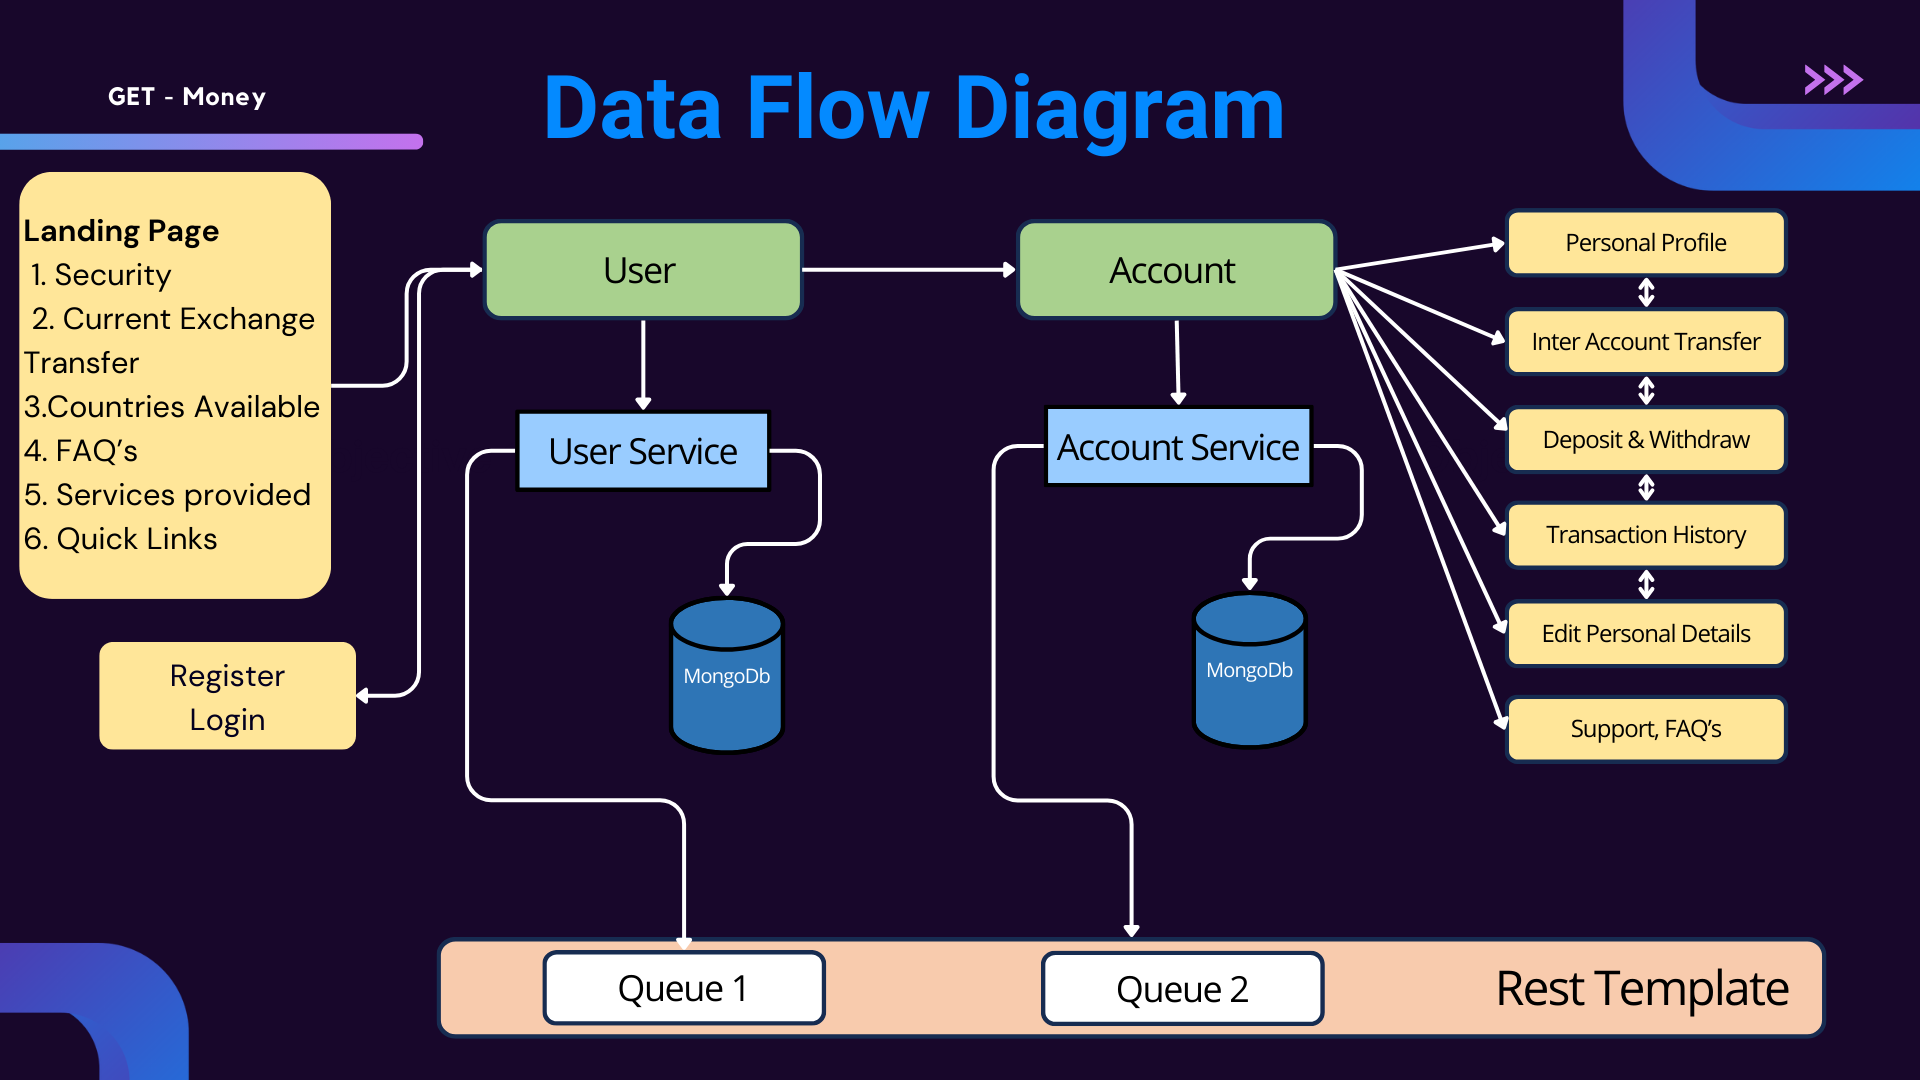 GET - Money
Data Flow Diagram
Landing Page
1. Security
2. Current Exchange
Transfer
3.Countries Available
4. FAQ’s
5. Services provided
6. Quick Links
Register
Login
User
Account
User Service
Account Service
MongoDb
MongoDb
Personal Profile
Inter Account Transfer
Deposit & Withdraw
Transaction History
Edit Personal Details
Support, FAQ’s
Queue 1
Queue 2
Rest Template